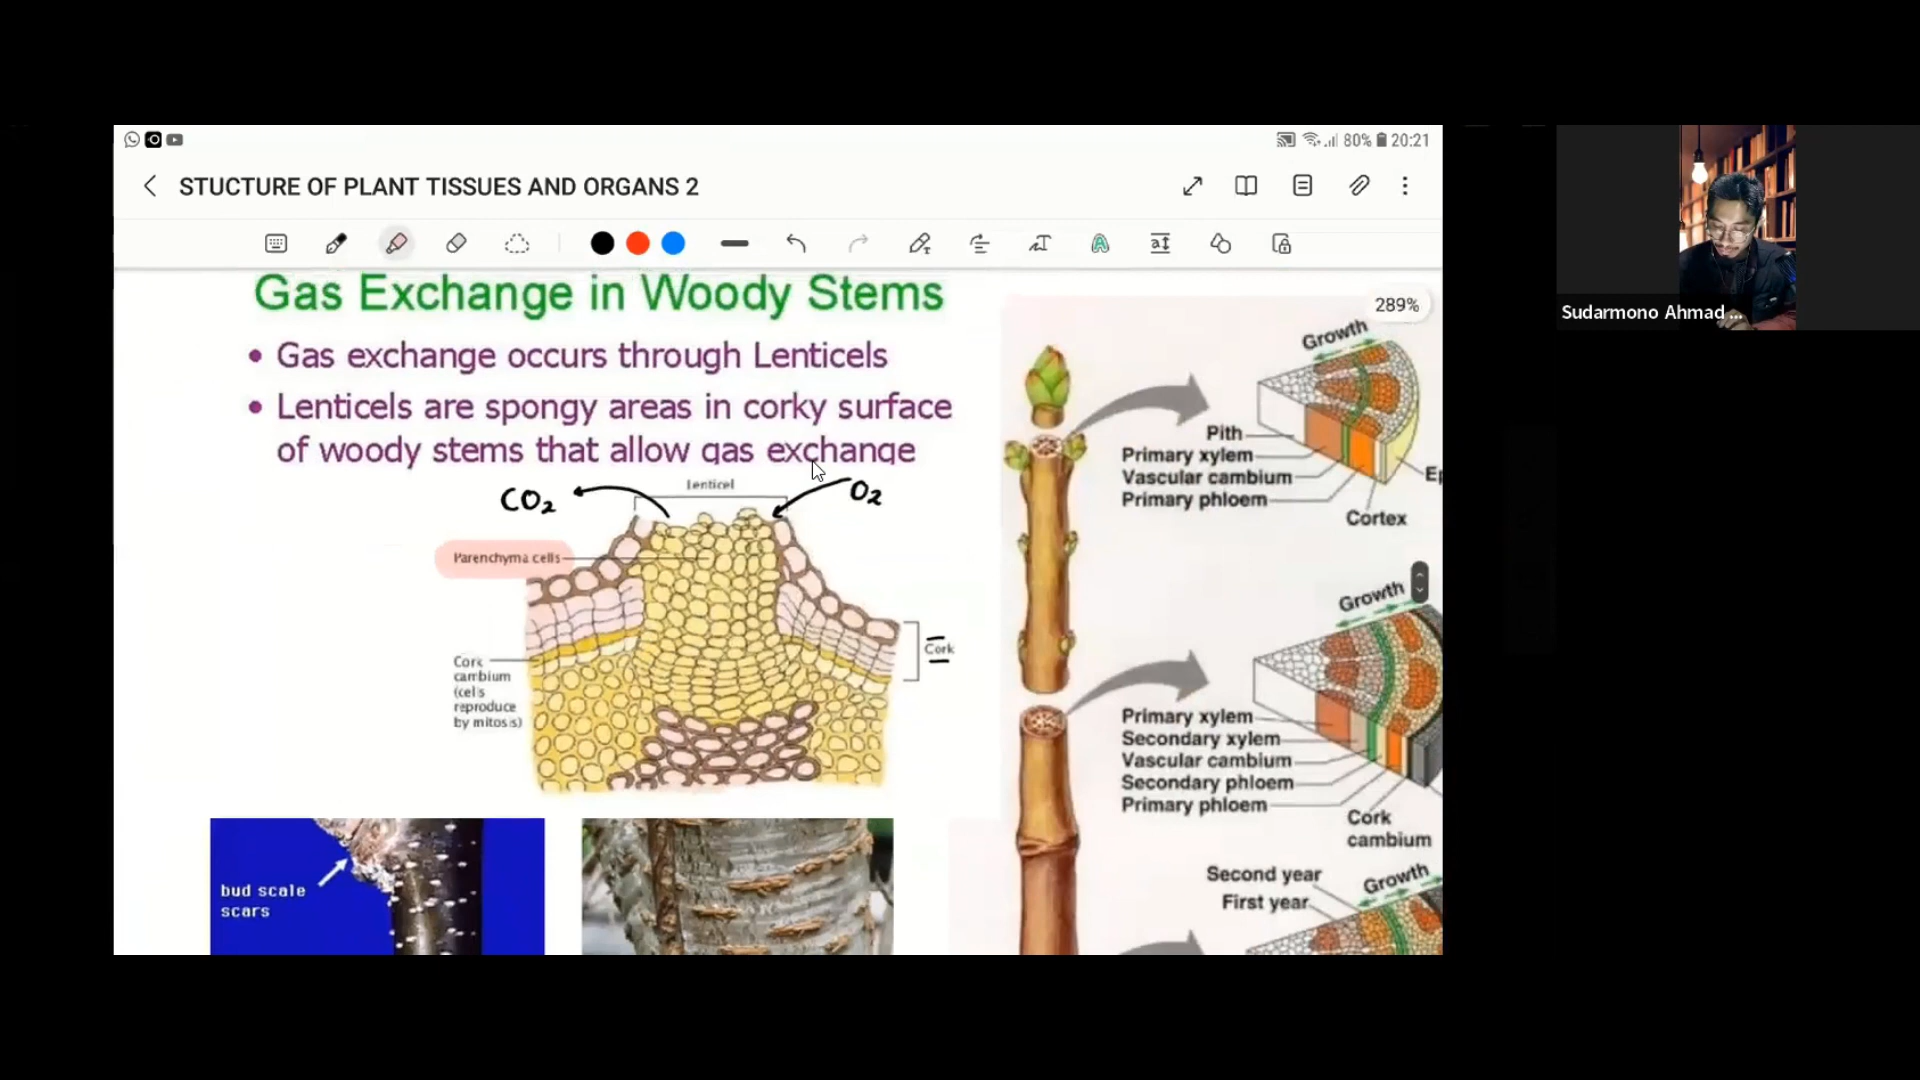 80% 20:21
STUCTURE OF PLANT TISSUES AND ORGANS 2
Gas Exchange in Woody Stems
289%
• Gas exchange occurs through Lenticels
• Lenticels are spongy areas in corky surface
of woody stems that allow gas exchange
Lenticel
CO₂
O₂
Parenchyma cells
Cork
Cork
cambium
(cells
reproduce
by mitosis)
bud scale
scars
Growth
Pith
Primary xylem
Vascular cambium
Primary phloem
Ep
Cortex
Growth
Primary xylem
Secondary xylem
Vascular cambium
Secondary phloem
Primary phloem
Cork
cambium
Second year
First year
Growth
Sudarmono Ahmad ...